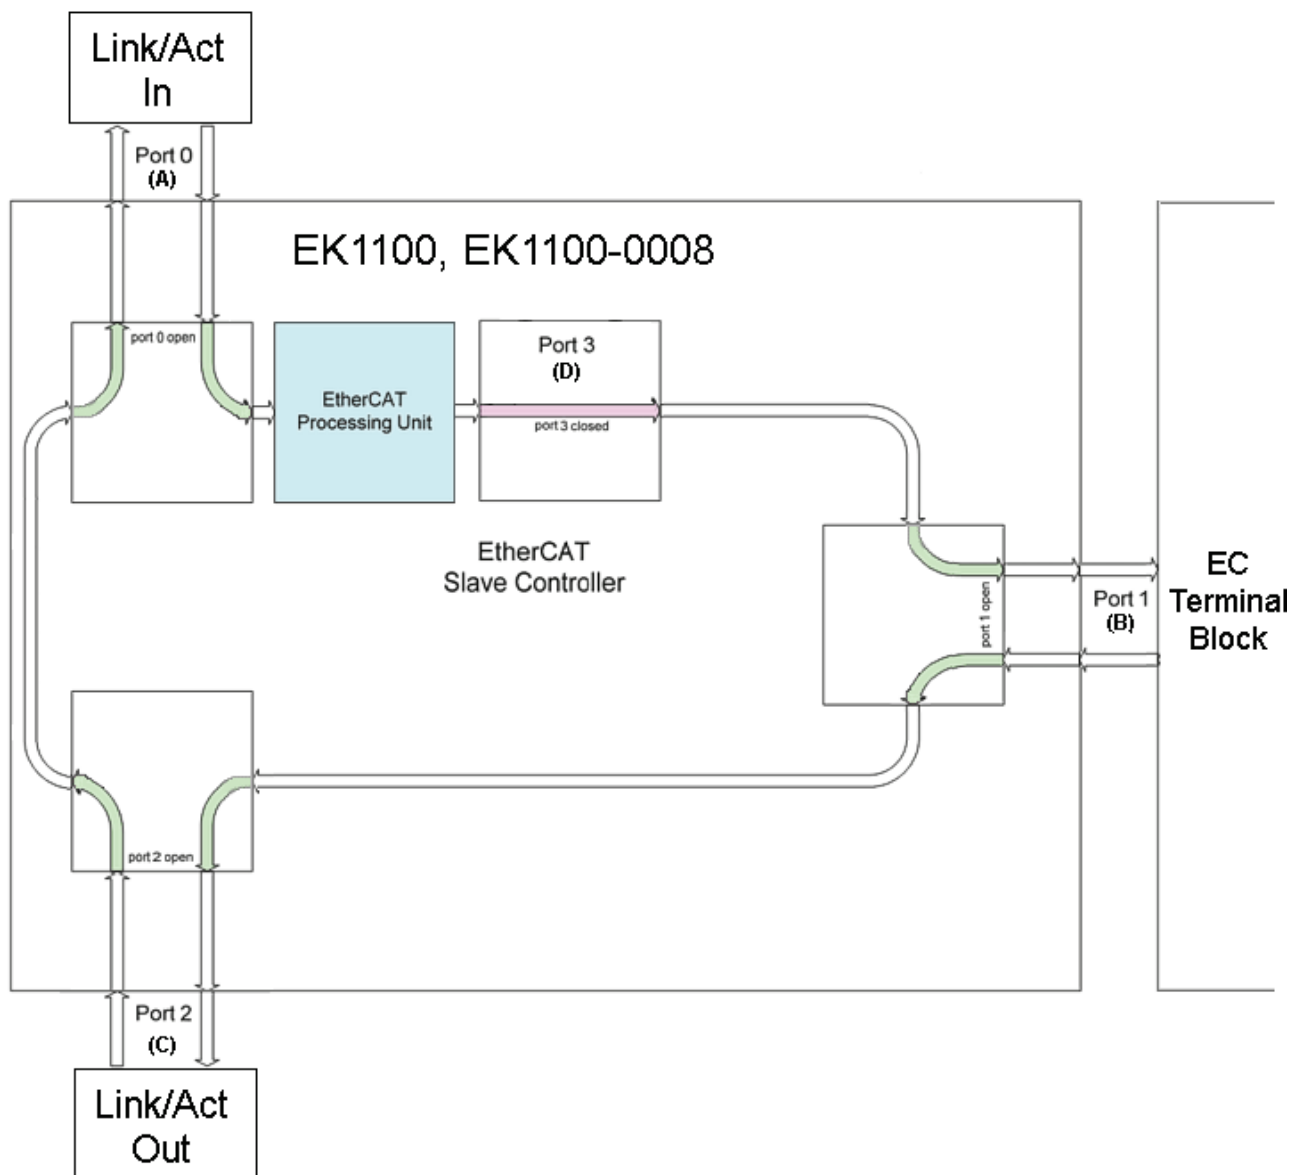 Link/Act
In
Port 0
(A)
EK1100, EK1100-0008
port 0 open
EtherCAT
Processing Unit
Port 3
(D)
port 3 closed
EtherCAT
Slave Controller
port 1 open
Port 1
(B)
EC
Terminal
Block
port 2 open
Port 2
(C)
Link/Act
Out